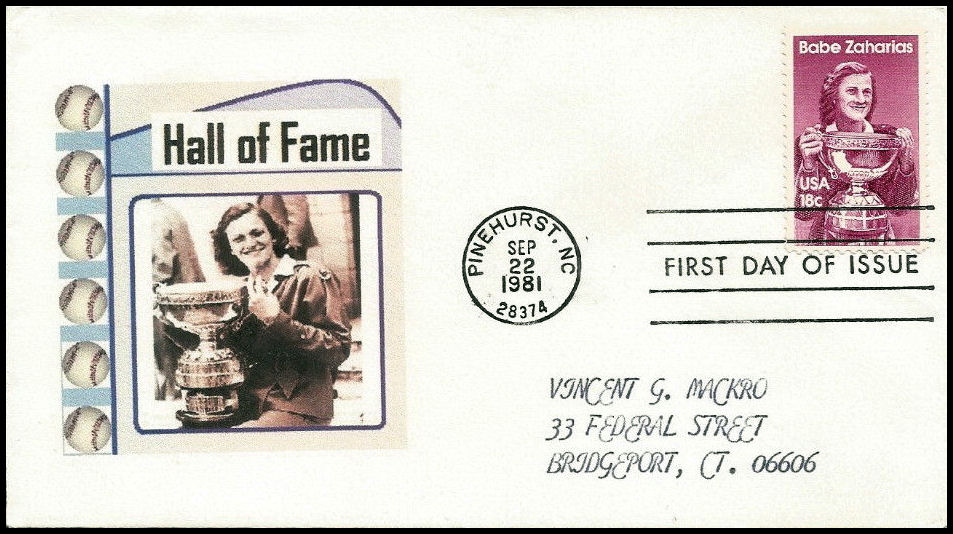 Babe Zaharias
Hall of Fame
USA
18c
PINEHURST, NC
SEP
22
1981
28374
FIRST DAY OF ISSUE
VINCENT G. MACKRO
33 FEDERAL STREET
BRIDGEPORT, CT. 06606